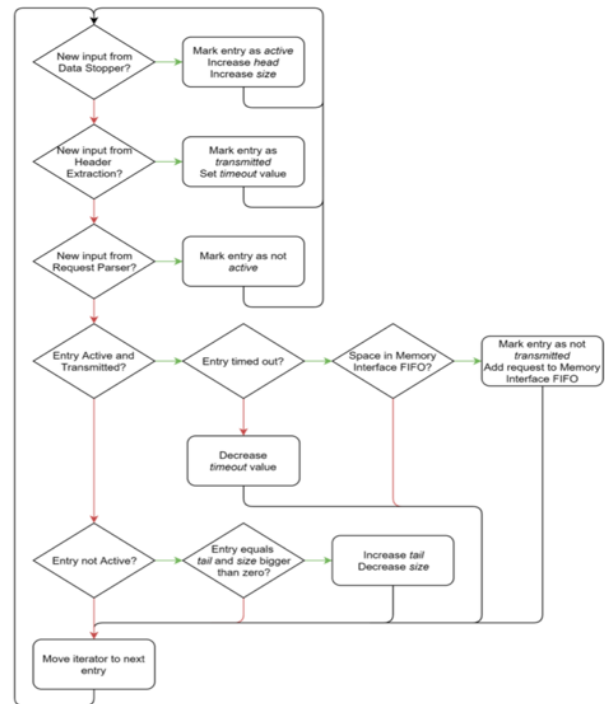 New input from
Data Stopper?
Mark entry as active
Increase head
Increase size
New input from
Header
Extraction?
Mark entry as
transmitted
Set timeout value
New input from
Request Parser?
Mark entry as not
active
Entry Active and
Transmitted?
Entry timed out?
Space in Memory
Interface FIFO?
Mark entry as not
transmitted
Add request to Memory
Interface FIFO
Decrease
timeout value
Entry not Active?
Entry equals
tail and size bigger
than zero?
Increase tail
Decrease size
Move iterator to next
entry